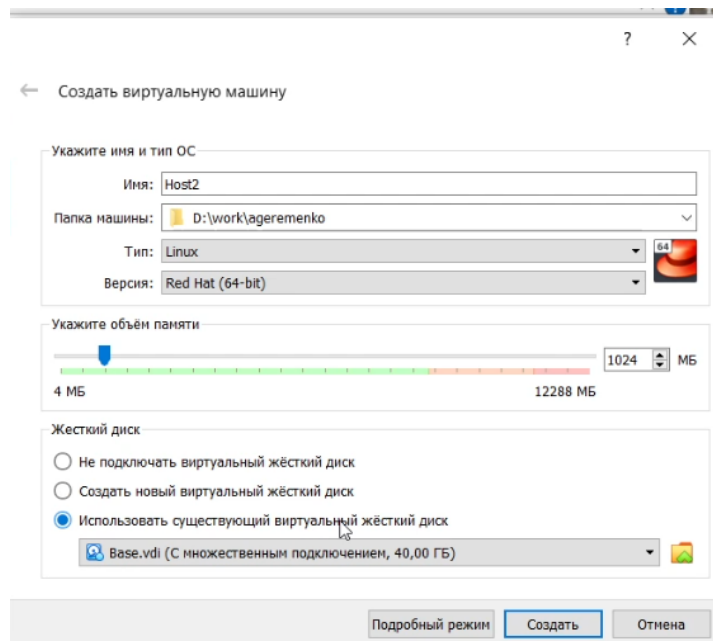 ?
Создать виртуальную машину
Укажите имя и тип ОС
Имя: Host2
Папка машины: D:\work\ageremenko
Тип: Linux
64
Версия: Red Hat (64-bit)
Укажите объём памяти
1024 МБ
4 МБ 12288 МБ
Жесткий диск
Не подключать виртуальный жёсткий диск
Создать новый виртуальный жёсткий диск
Использовать существующий виртуальный жёсткий диск
Base.vdi (С множественным подключением, 40,00 ГБ)
Подробный режим Создать Отмена